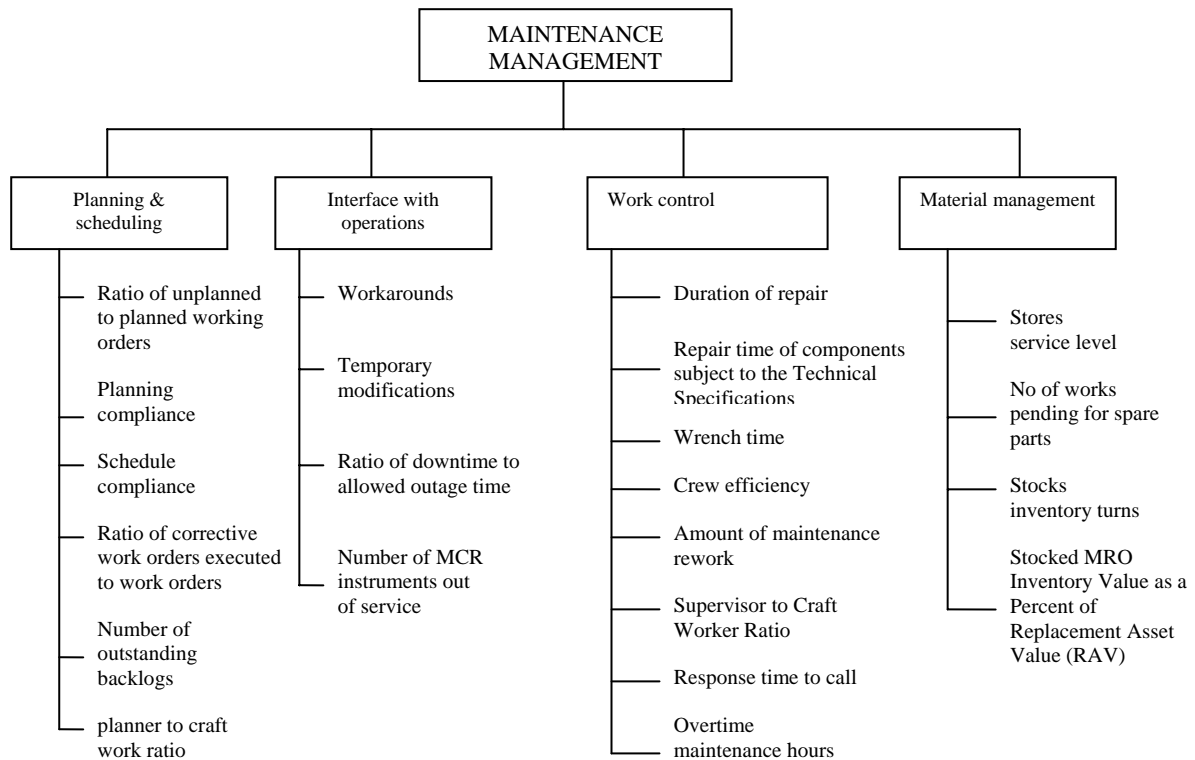 MAINTENANCE
MANAGEMENT
Planning &
scheduling
Ratio of unplanned
to planned working
orders
Planning
compliance
Schedule
compliance
Ratio of corrective
work orders executed
to work orders
Number of
outstanding
backlogs
planner to craft
work ratio
Interface with
operations
Workarounds
Temporary
modifications
Ratio of downtime to
allowed outage time
Number of MCR
instruments out
of service
Work control
Duration of repair
Repair time of components
subject to the Technical
Specifications
Wrench time
Crew efficiency
Amount of maintenance
rework
Supervisor to Craft
Worker Ratio
Response time to call
Overtime
maintenance hours
Material management
Stores
service level
No of works
pending for spare
parts
Stocks
inventory turns
Stocked MRO
Inventory Value as a
Percent of
Replacement Asset
Value (RAV)